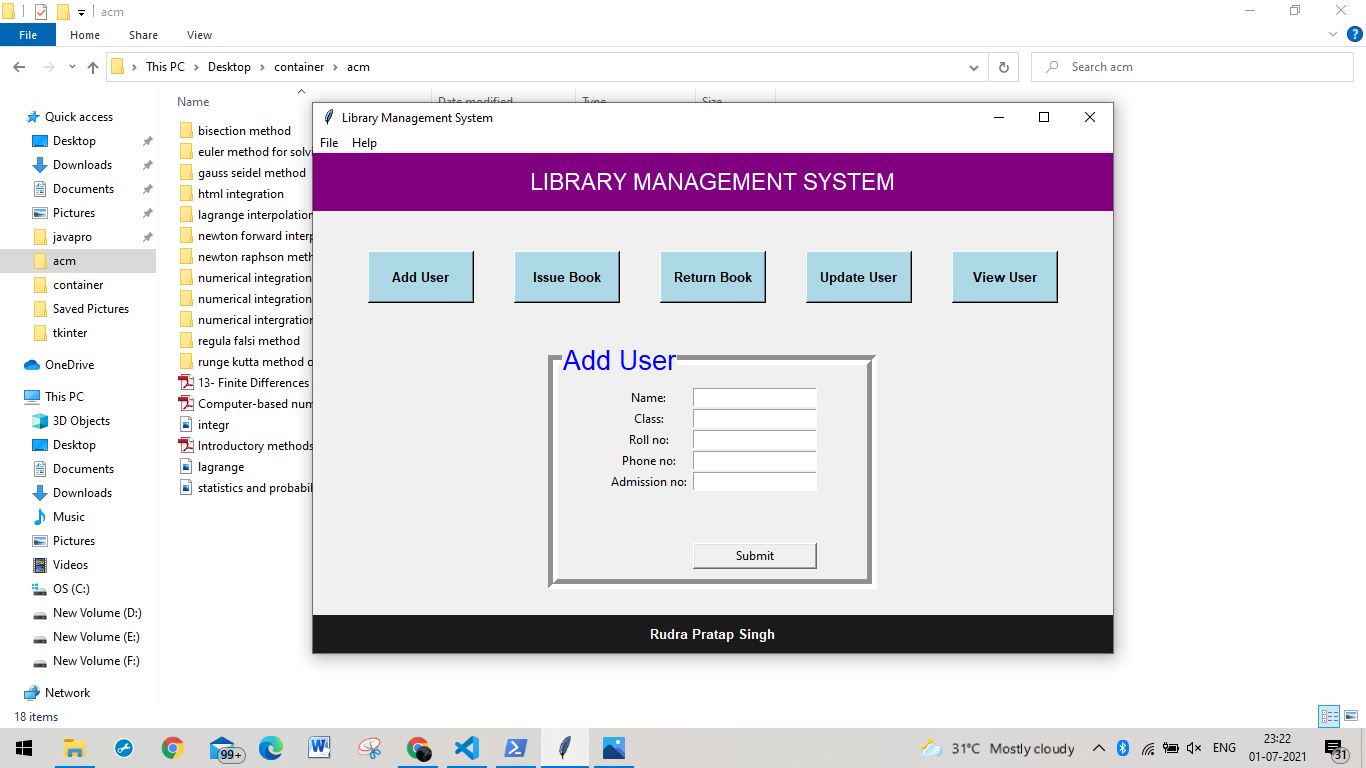 acm
File Home Share View
This PC Desktop container acm
Search acm
Name Date modified Type Size
Quick access
Desktop
Downloads
Documents
Pictures
javapro
acm
container
Saved Pictures
tkinter
OneDrive
This PC
3D Objects
Desktop
Documents
Downloads
Music
Pictures
Videos
OS (C:)
New Volume (D:)
New Volume (E:)
New Volume (F:)
Network
bisection method
euler method for solv
gauss seidel method
html integration
lagrange interpolation
newton forward interp
newton raphson meth
numerical integration
numerical integration
numerical intergration
regula falsi method
runge kutta method o
13- Finite Differences
Computer-based num
integr
Introductory methods
lagrange
statistics and probabil
Library Management System
File Help
LIBRARY MANAGEMENT SYSTEM
Add User Issue Book Return Book Update User View User
Add User
Name:
Class:
Roll no:
Phone no:
Admission no:
Submit
Rudra Pratap Singh
18 items
99+
31°C Mostly cloudy
ENG
23:22
01-07-2021
31